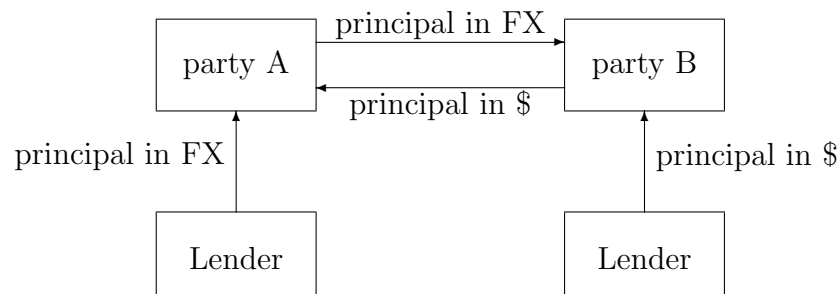 principal in FX
party A
party B
principal in $
principal in FX
principal in $
Lender
Lender